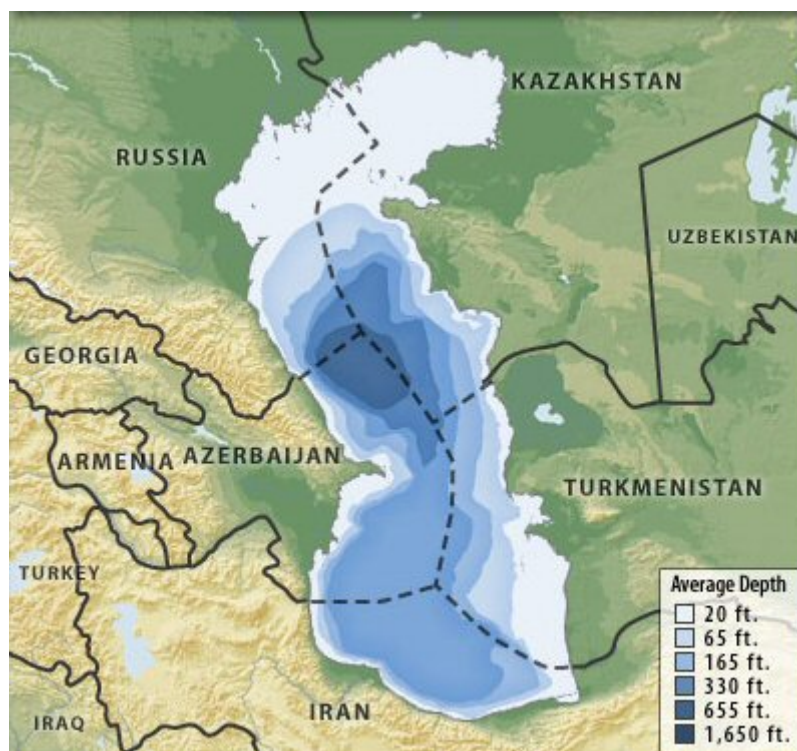 KAZAKHSTAN
RUSSIA
UZBEKISTAN
GEORGIA
ARMENIA
AZERBAIJAN
TURKMENISTAN
TURKEY
IRAN
IRAQ
Average Depth
20 ft.
65 ft.
165 ft.
330 ft.
655 ft.
1,650 ft.